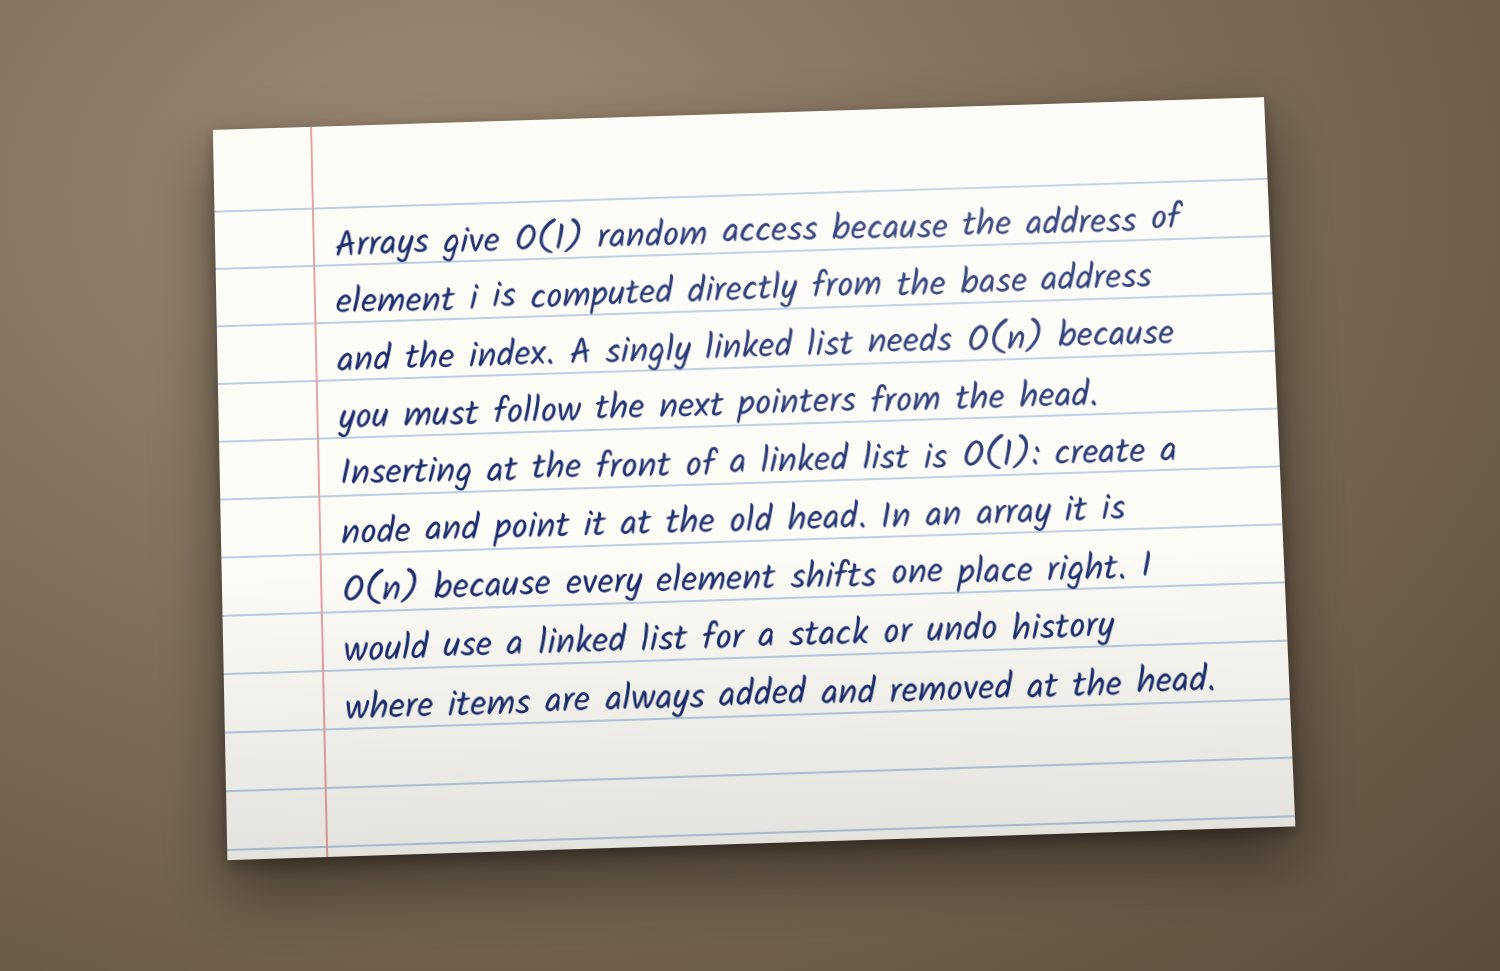 Arrays give O(1) random access because the address of
element i is computed directly from the base address
and the index. A singly linked list needs O(n) because
you must follow the next pointers from the head.
Inserting at the front of a linked list is O(1): create a
node and point it at the old head. In an array it is
O(n) because every element shifts one place right. I
would use a linked list for a stack or undo history
where items are always added and removed at the head.